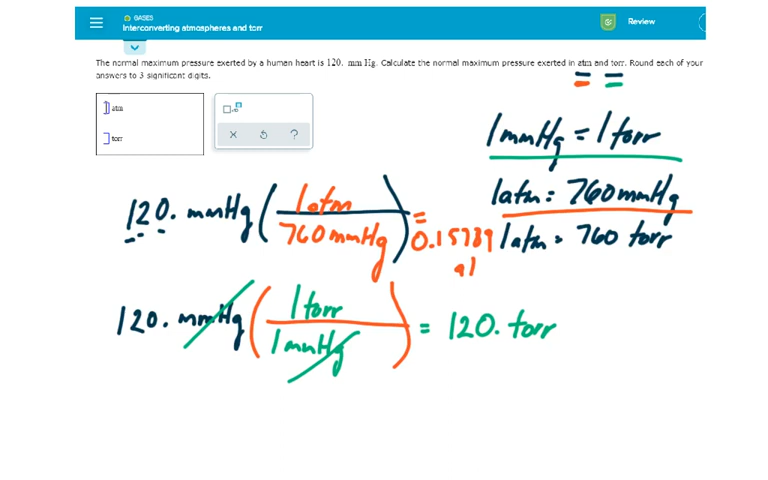 GASES
Interconverting atmospheres and torr
Review
The normal maximum pressure exerted by a human heart is 120. mm Hg. Calculate the normal maximum pressure exerted in atm and torr. Round each of your
answers to 3 significant digits.
atm
torr
x10
1 mmHg = 1 torr
1 atm = 760 mmHg
1 atm = 760 torr
120. mmHg (1 atm / 760 mmHg) = 0.15789
120. mmHg (1 torr / 1 mmHg) = 120. torr